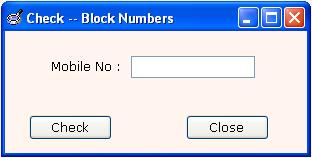 Check -- Block Numbers
Mobile No :
Check Close